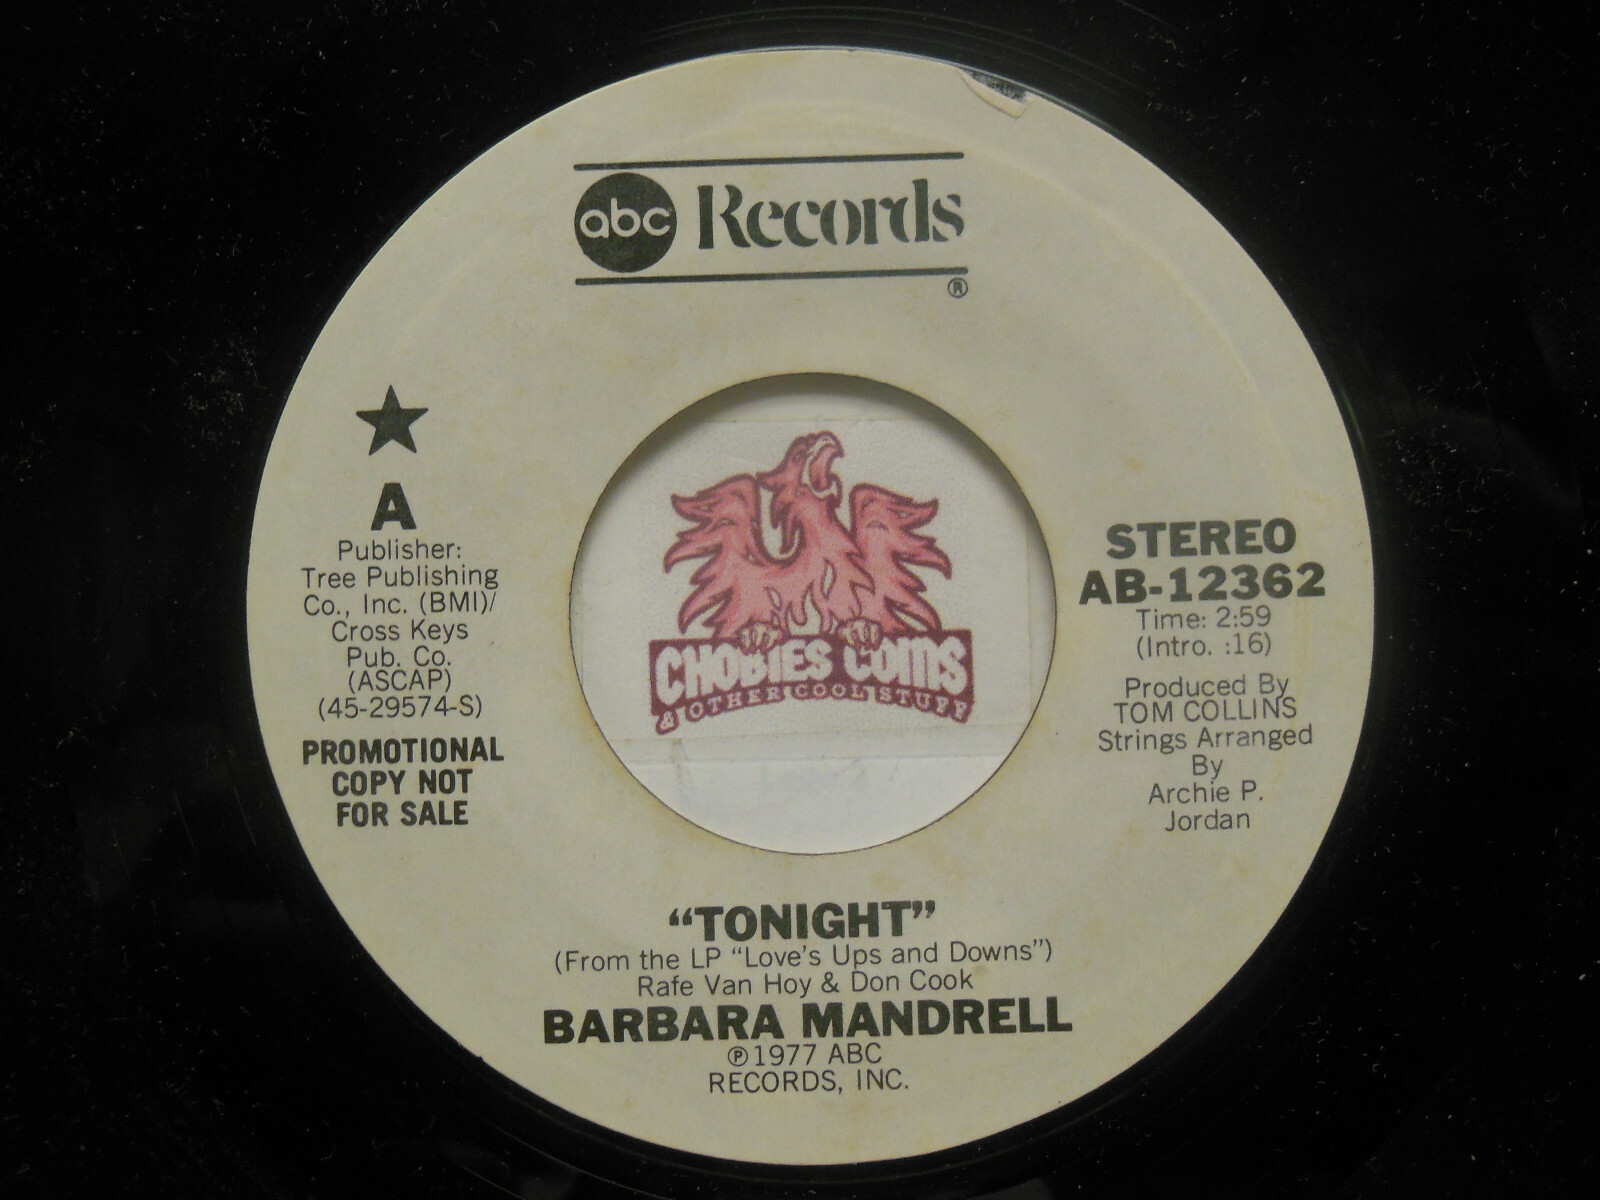 abc Records
®
A
Publisher:
Tree Publishing
Co., Inc. (BMI)/
Cross Keys
Pub. Co.
(ASCAP)
(45-29574-S)
PROMOTIONAL
COPY NOT
FOR SALE
CHOBIES COINS
& OTHER COOL STUFF
STEREO
AB-12362
Time: 2:59
(Intro. :16)
Produced By
TOM COLLINS
Strings Arranged
By
Archie P.
Jordan
“TONIGHT”
(From the LP “Love’s Ups and Downs”)
Rafe Van Hoy & Don Cook
BARBARA MANDRELL
℗1977 ABC
RECORDS, INC.